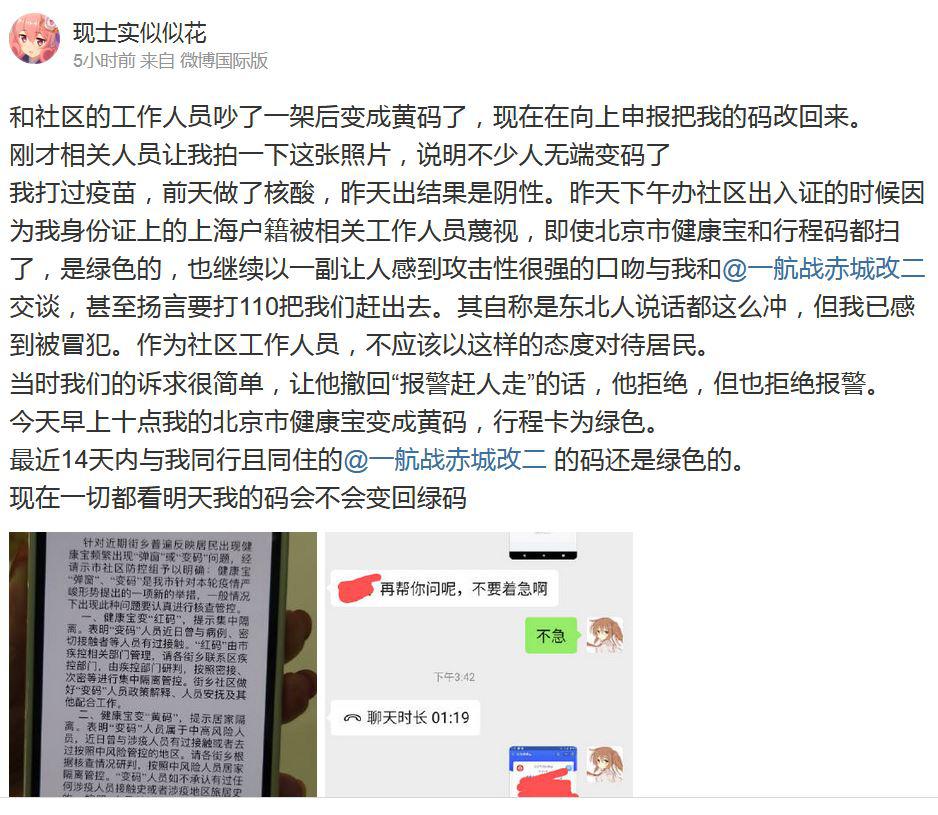 现士实似似花
5小时前 来自 微博国际版
和社区的工作人员吵了一架后变成黄码了，现在在向上申报把我的码改回来。
刚才相关人员让我拍一下这张照片，说明不少人无端变码了
我打过疫苗，前天做了核酸，昨天出结果是阴性。昨天下午办社区出入证的时候因
为我身份证上的上海户籍被相关工作人员蔑视，即使北京市健康宝和行程码都扫
了，是绿色的，也继续以一副让人感到攻击性很强的口吻与我和@一航战赤城改二
交谈，甚至扬言要打110把我们赶出去。其自称是东北人说话都这么冲，但我已感
到被冒犯。作为社区工作人员，不应该以这样的态度对待居民。
当时我们的诉求很简单，让他撤回“报警赶人走”的话，他拒绝，但也拒绝报警。
今天早上十点我的北京市健康宝变成黄码，行程卡为绿色。
最近14天内与我同行且同住的@一航战赤城改二 的码还是绿色的。
现在一切都看明天我的码会不会变回绿码
针对近期街乡普遍反映居民出现健
康宝频繁出现“弹窗”或“变码”问题，经
请示市社区防控组予以明确：健康宝
“弹窗”、“变码”是我市针对本轮疫情严
峻形势提出的一项新的举措，一般情况
下出现此种问题要认真进行核查管控。
一、健康宝变“红码”，提示集中隔
离。表明“变码”人员近日曾与病例、密
切接触者等人员有过接触。“红码”由市
疾控相关部门管理，请各街乡联系区疾
控部门，由疾控部门研判，按照密接、
次密等进行集中隔离管控。街乡社区做
好“变码”人员政策解释、人员安抚及其
他配合工作。
二、健康宝变“黄码”，提示居家隔
离。表明“变码”人员属于中高风险人
员，近日曾与涉疫人员有过接触或者去
过按照中风险管控的地区。请各街乡根
据核查情况研判，按照中风险人员居家
隔离管控。“变码”人员如不承认有过任
何涉疫人员接触史或者涉疫地区旅居史
再帮你问呢，不要着急啊
不急
下午3:42
聊天时长 01:19